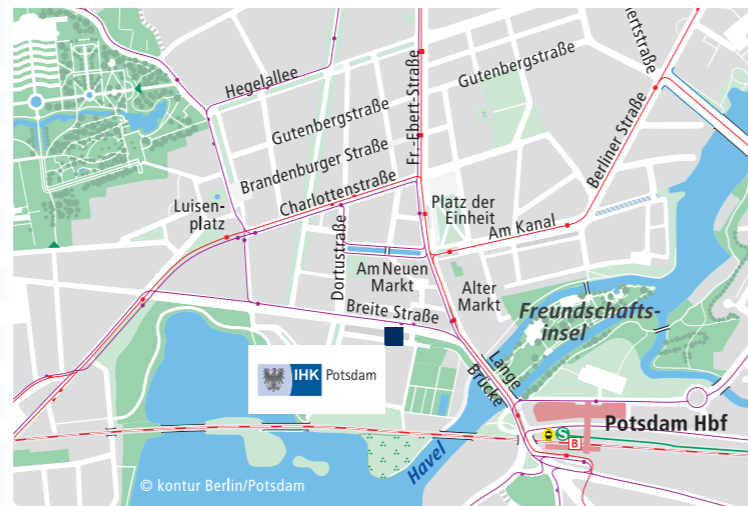 Hegelallee
Gutenbergstraße
Brandenburger Straße
Charlottenstraße
Luisen-
platz
Dortustraße
Fr.-Ebert-Straße
Gutenbergstraße
ertstraße
Berliner Straße
Platz der
Einheit
Am Kanal
Am Neuen
Markt
Alter
Markt
Breite Straße
Freundschafts-
insel
Lange
Brücke
IHK Potsdam
Potsdam Hbf
S
B
Havel
© kontur Berlin/Potsdam